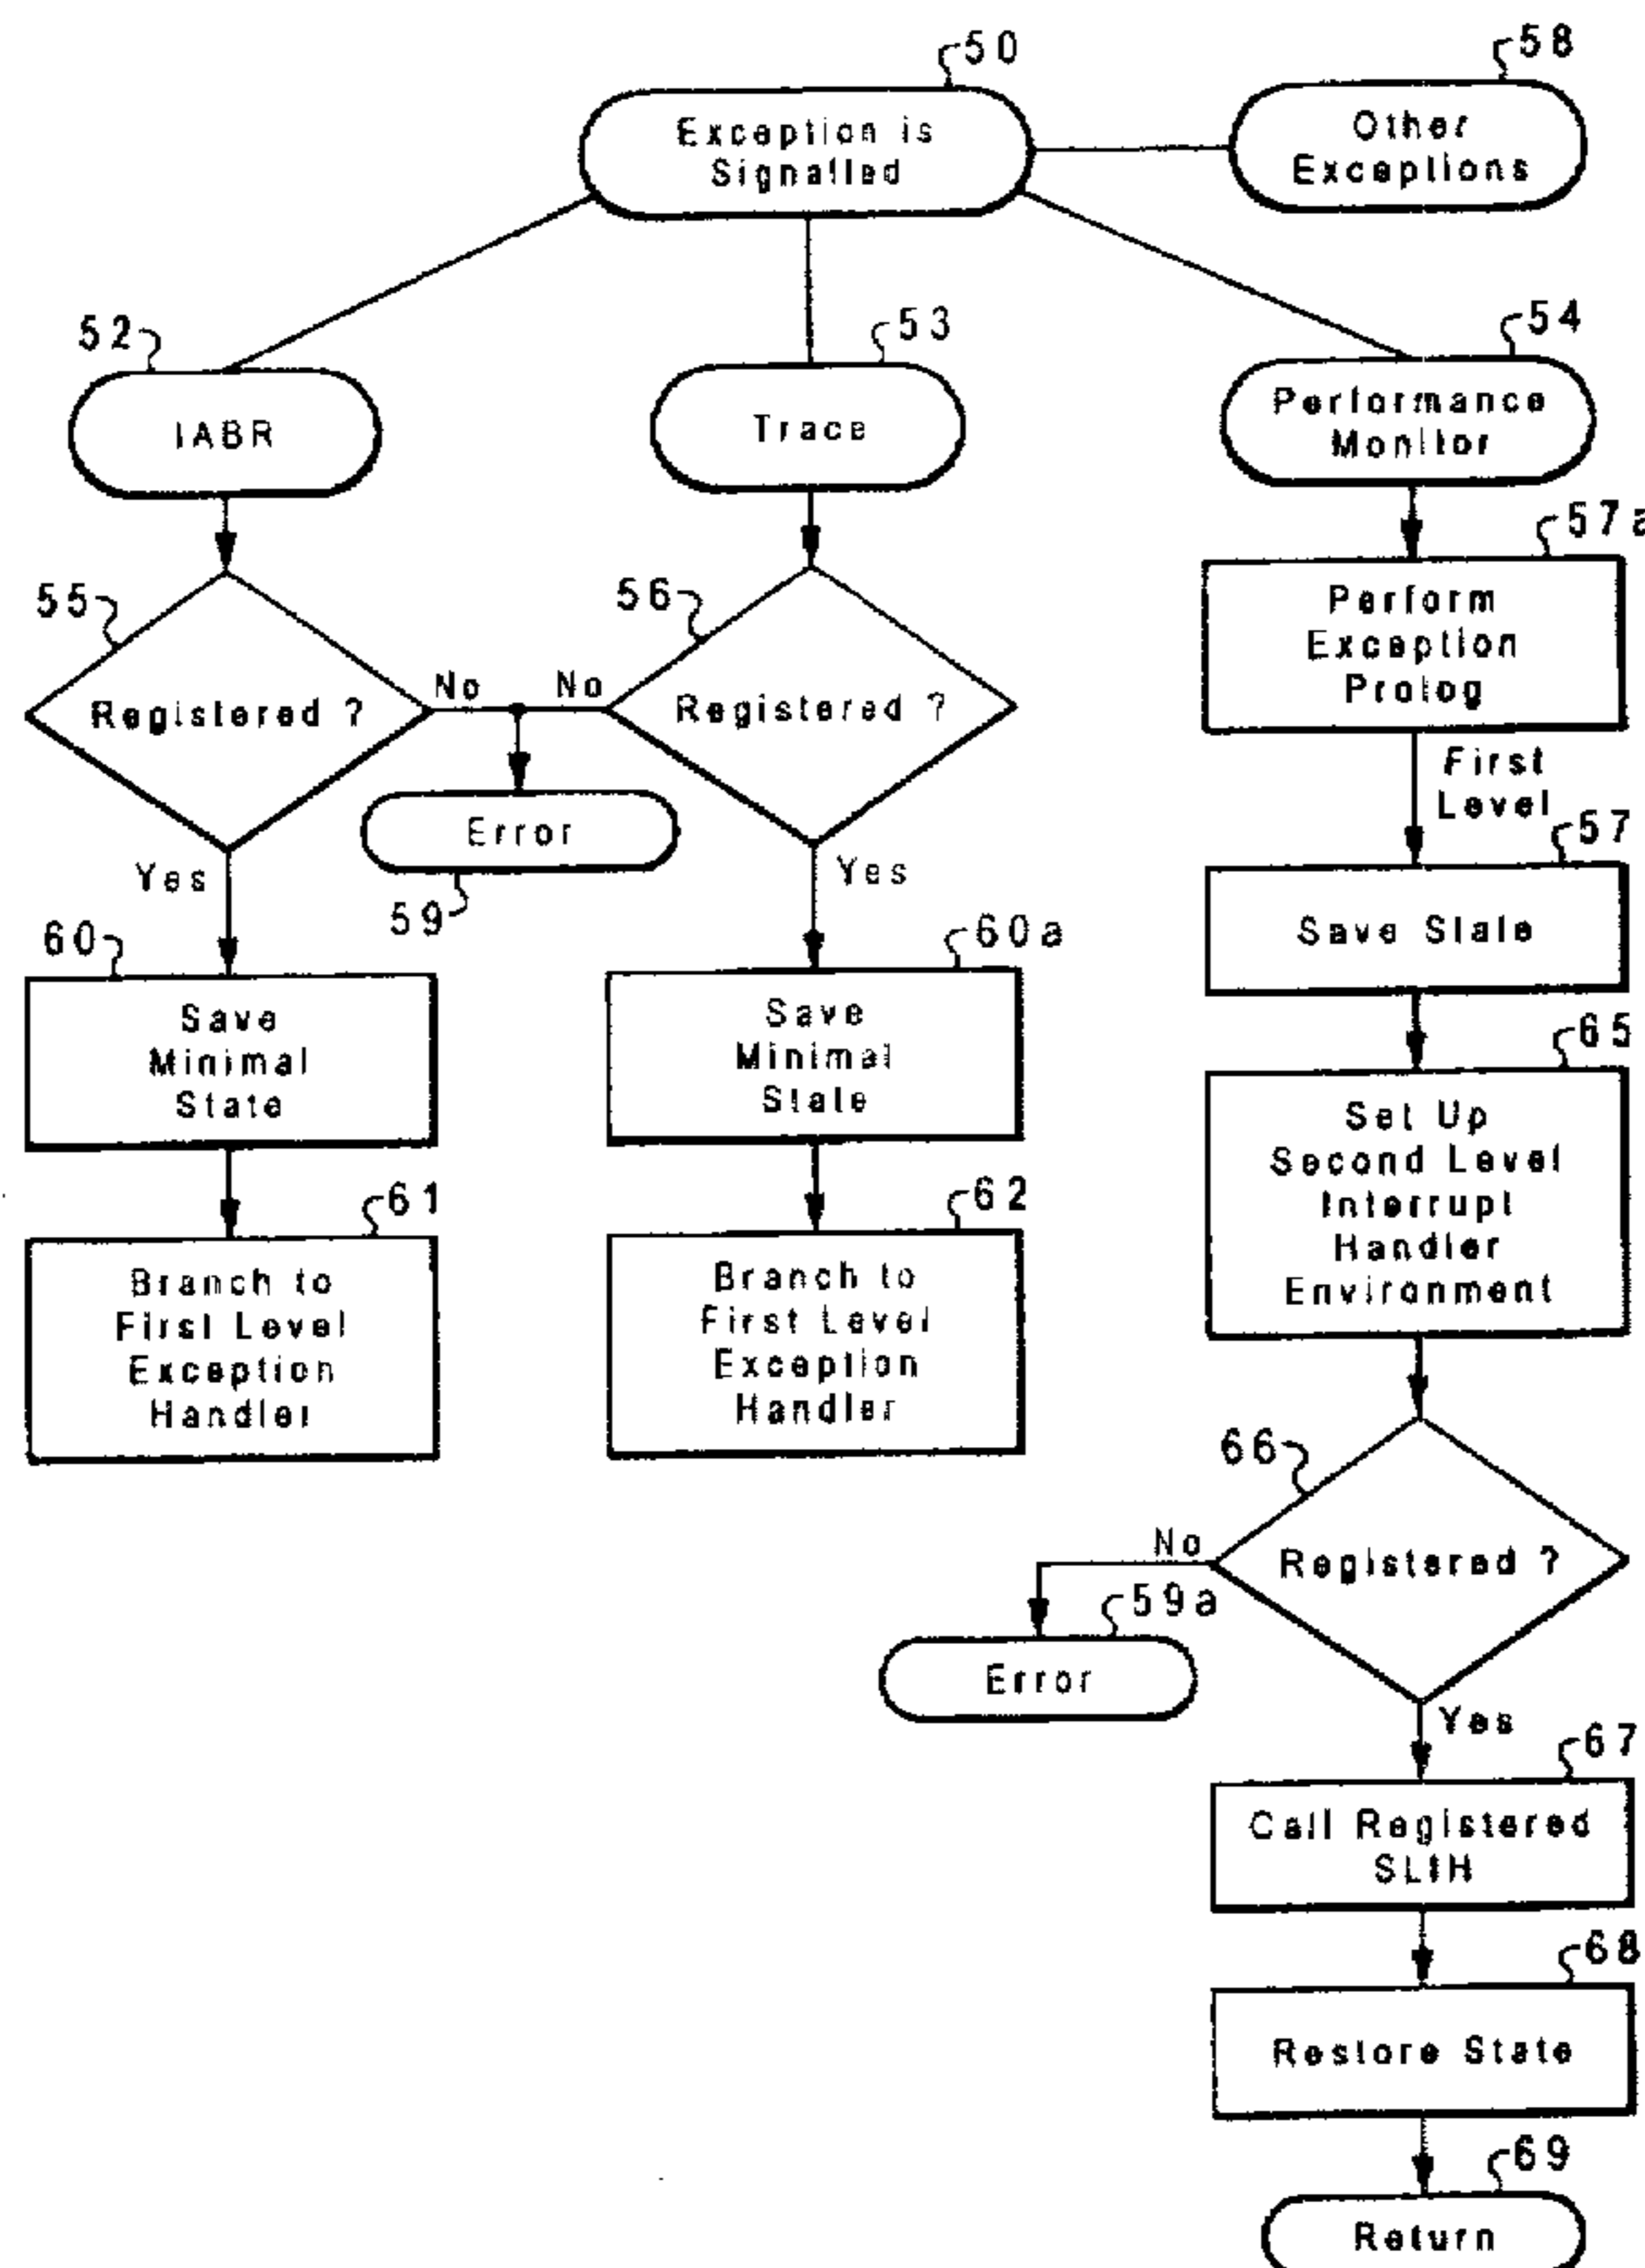 50
Exception is
Signalled
58
Other
Exceptions
52
IABR
53
Trace
54
Performance
Monitor
55
Registered ?
No
No
56
Registered ?
59
Error
57a
Perform
Exception
Prolog
First
Level
Yes
Yes
57
Save State
60
Save
Minimal
State
60a
Save
Minimal
State
65
Set Up
Second Level
Interrupt
Handler
Environment
61
Branch to
First Level
Exception
Handler
62
Branch to
First Level
Exception
Handler
66
Registered ?
No
59a
Error
Yes
67
Call Registered
SLIH
68
Restore State
69
Return